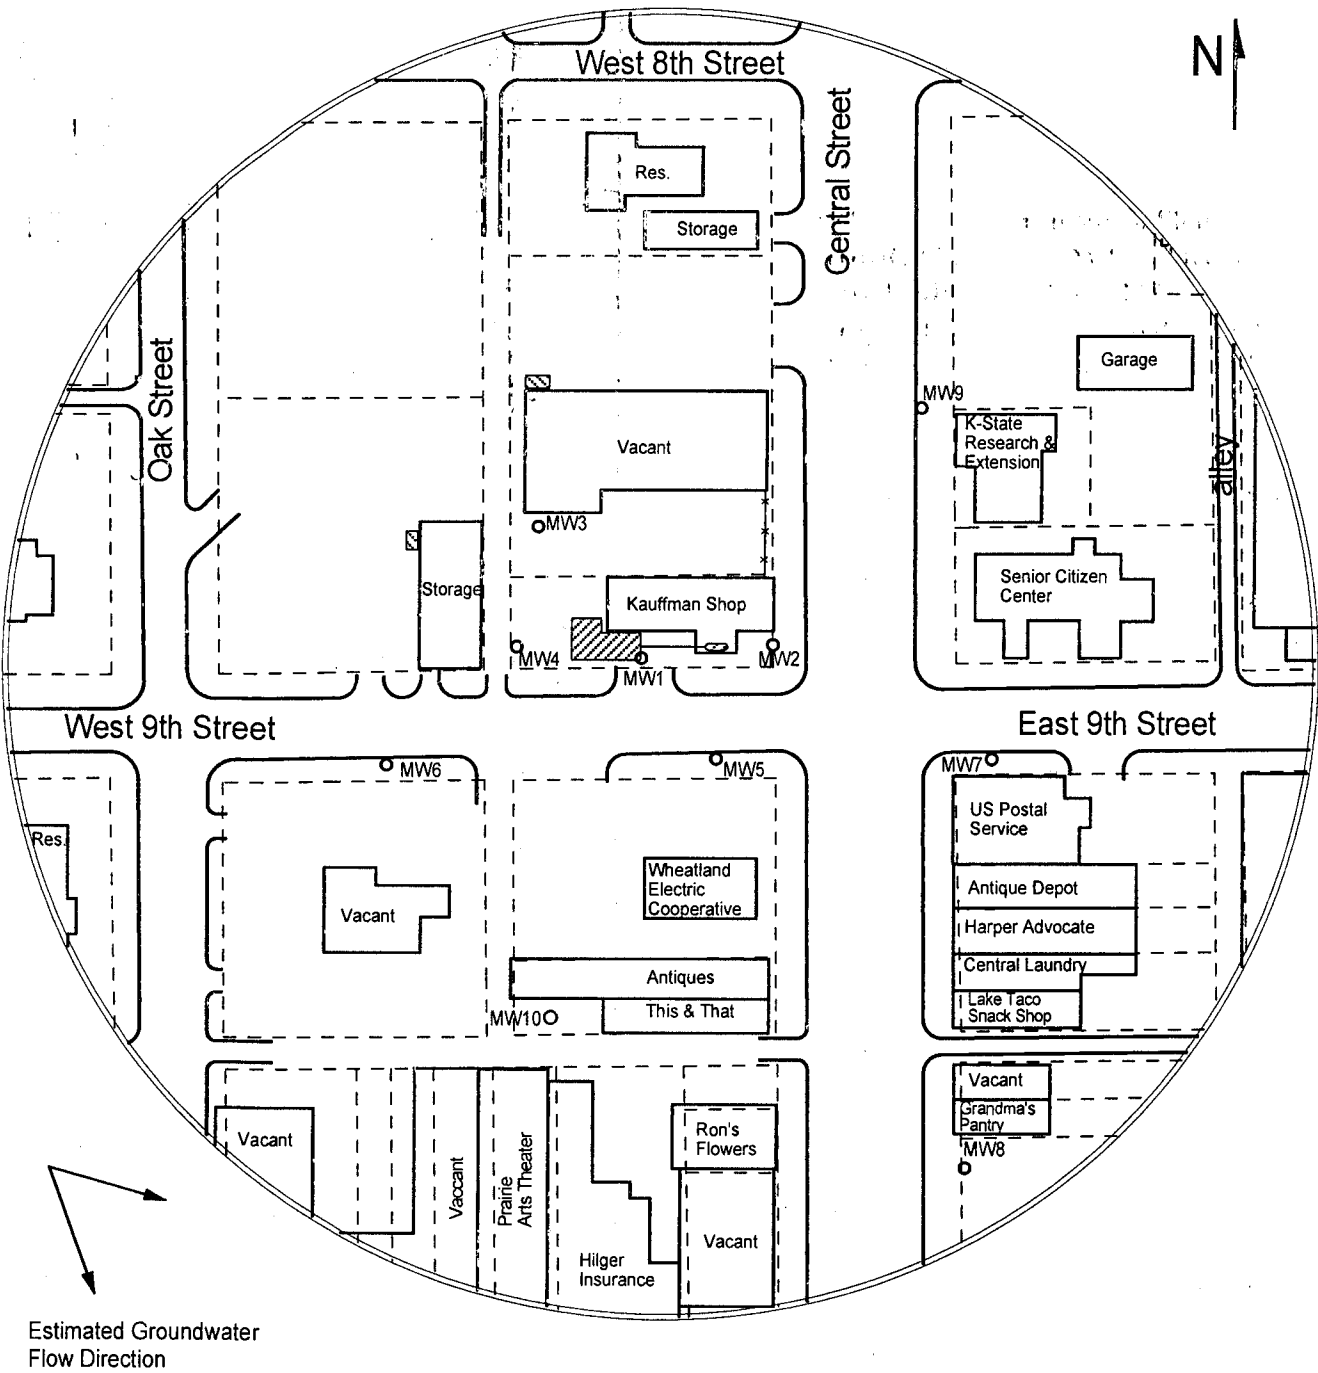 West 8th Street
N
Central Street
Res.
Storage
Oak Street
Garage
MW9
K-State
Research &
Extension
alley
Vacant
MW3
Storage
Kauffman Shop
Senior Citizen
Center
MW4
MW1
MW2
West 9th Street
East 9th Street
MW6
MW5
MW7
US Postal
Service
Res.
Wheatland
Electric
Cooperative
Antique Depot
Vacant
Harper Advocate
Central Laundry
Antiques
Lake Taco
Snack Shop
This & That
MW10
Vacant
Grandma's
Pantry
Vacant
Vaccant
Prairie
Arts Theater
Ron's
Flowers
MW8
Vacant
Hilger
Insurance
Estimated Groundwater
Flow Direction